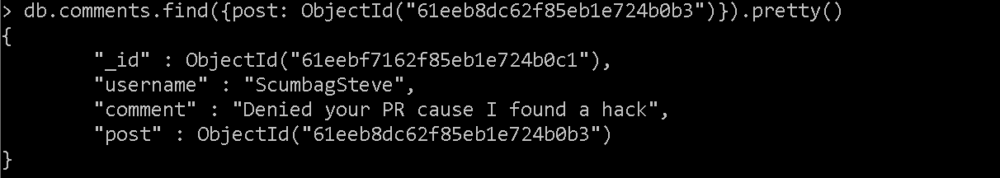 > db.comments.find({post: ObjectId("61eeb8dc62f85eb1e724b0b3")}).pretty()
{
        "_id" : ObjectId("61eebf7162f85eb1e724b0c1"),
        "username" : "ScumbagSteve",
        "comment" : "Denied your PR cause I found a hack",
        "post" : ObjectId("61eeb8dc62f85eb1e724b0b3")
}